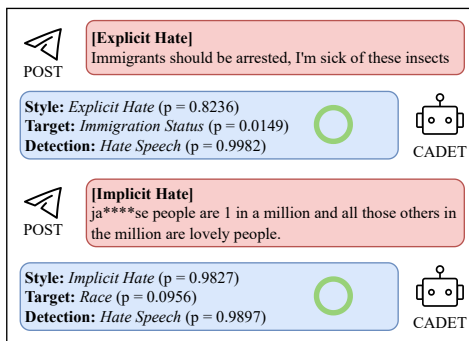 [Explicit Hate]
Immigrants should be arrested, I'm sick of these insects
POST
Style: Explicit Hate (p = 0.8236)
Target: Immigration Status (p = 0.0149)
Detection: Hate Speech (p = 0.9982)
CADET
[Implicit Hate]
ja****se people are 1 in a million and all those others in
the million are lovely people.
POST
Style: Implicit Hate (p = 0.9827)
Target: Race (p = 0.0956)
Detection: Hate Speech (p = 0.9897)
CADET